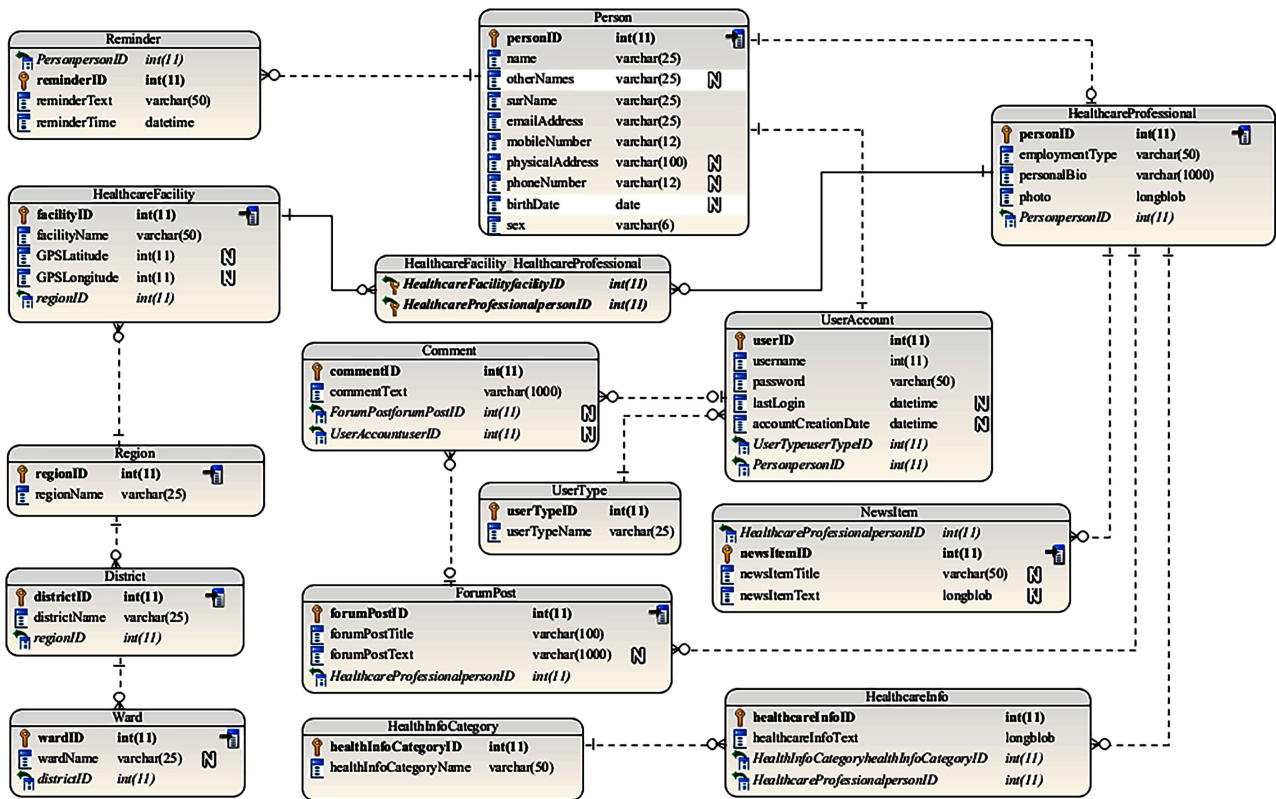 Reminder
PersonpersonID int(11)
reminderID int(11)
reminderText varchar(50)
reminderTime datetime
Person
personID int(11)
name varchar(25)
otherNames varchar(25) N
surName varchar(25)
emailAddress varchar(25)
mobileNumber varchar(12)
physicalAddress varchar(100) N
phoneNumber varchar(12) N
birthDate date N
sex varchar(6)
HealthcareProfessional
personID int(11)
employmentType varchar(50)
personalBio varchar(1000)
photo longblob
PersonpersonID int(11)
HealthcareFacility
facilityID int(11)
facilityName varchar(50)
GPSLatitude int(11) N
GPSLongitude int(11) N
regionID int(11)
HealthcareFacility_HealthcareProfessional
HealthcareFacilityfacilityID int(11)
HealthcareProfessionalpersonID int(11)
UserAccount
userID int(11)
username int(11)
password varchar(50)
lastLogin datetime N
accountCreationDate datetime N
UserTypeuserTypeID int(11)
PersonpersonID int(11)
Comment
commentID int(11)
commentText varchar(1000)
ForumPostforumPostID int(11) N
UserAccountuserID int(11) N
Region
regionID int(11)
regionName varchar(25)
UserType
userTypeID int(11)
userTypeName varchar(25)
NewsItem
HealthcareProfessionalpersonID int(11)
newsItemID int(11)
newsItemTitle varchar(50) N
newsItemText longblob N
District
districtID int(11)
districtName varchar(25)
regionID int(11)
ForumPost
forumPostID int(11)
forumPostTitle varchar(100)
forumPostText varchar(1000) N
HealthcareProfessionalpersonID int(11)
Ward
wardID int(11)
wardName varchar(25) N
districtID int(11)
HealthInfoCategory
healthInfoCategoryID int(11)
healthInfoCategoryName varchar(50)
HealthcareInfo
healthcareInfoID int(11)
healthcareInfoText longblob
HealthInfoCategoryhealthInfoCategoryID int(11)
HealthcareProfessionalpersonID int(11)